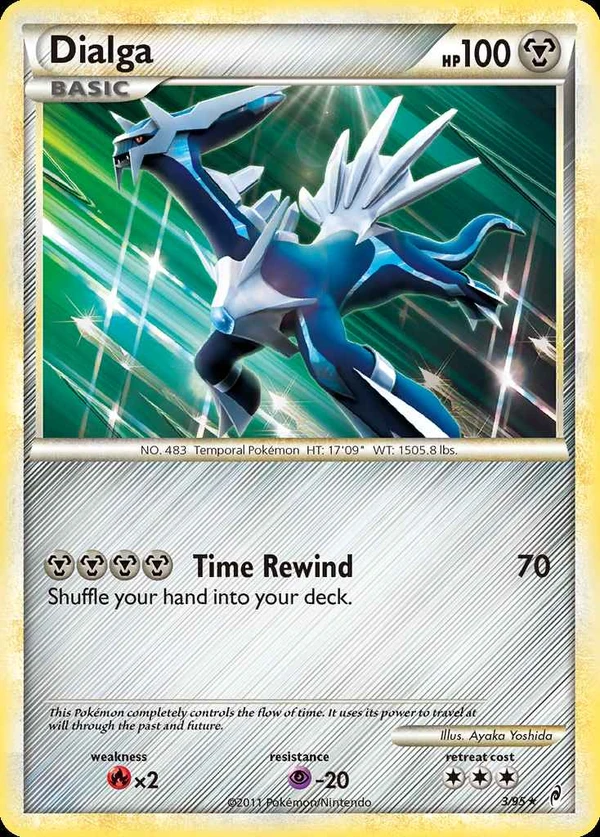 Dialga
HP100
BASIC
NO. 483 Temporal Pokémon HT: 17'09" WT: 1505.8 lbs.
Time Rewind 70
Shuffle your hand into your deck.
This Pokémon completely controls the flow of time. It uses its power to travel at
will through the past and future.
Illus. Ayaka Yoshida
weakness resistance retreat cost
×2 -20
©2011 Pokémon/Nintendo 3/95★